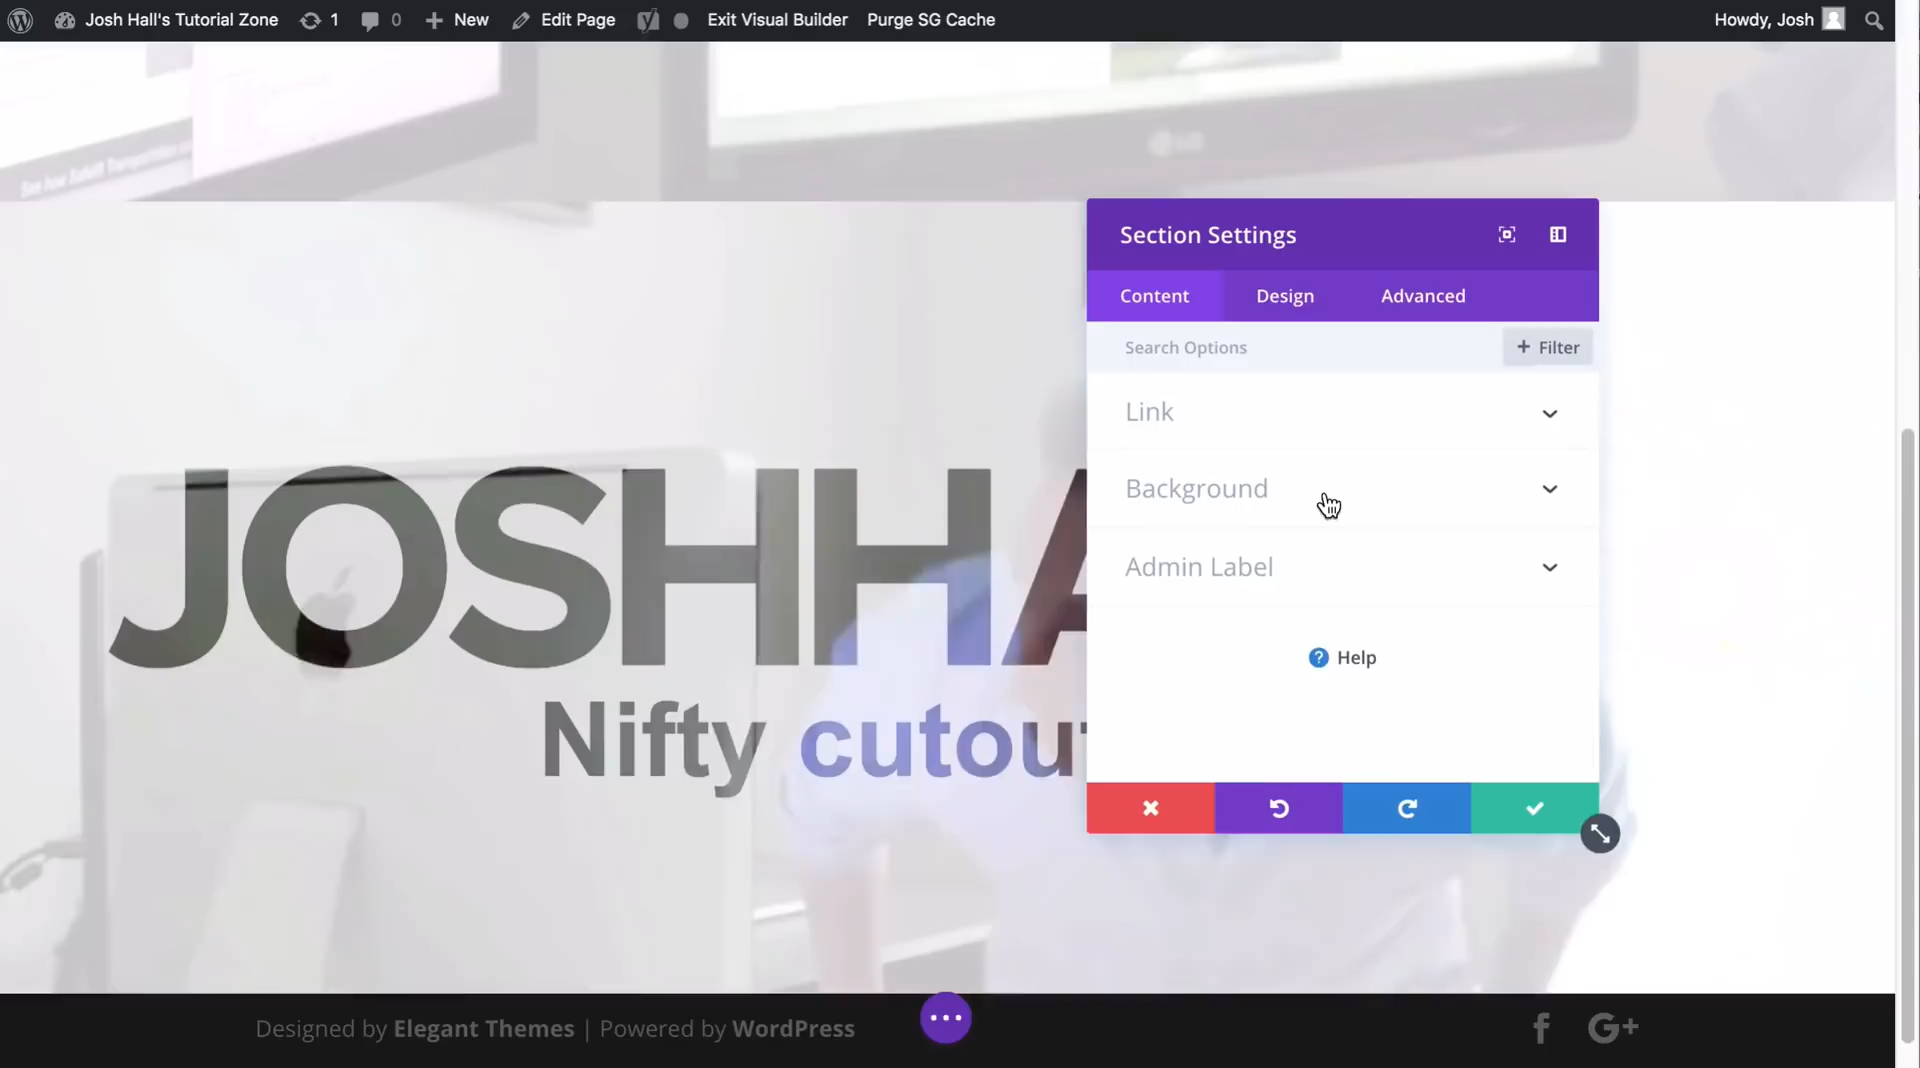 Josh Hall's Tutorial Zone 1 0 + New Edit Page Exit Visual Builder Purge SG Cache Howdy, Josh
LG
Section Settings
Content Design Advanced
Search Options + Filter
Link
Background
Admin Label
? Help
JOSHHA
Nifty cutou
Designed by Elegant Themes | Powered by WordPress
f G+